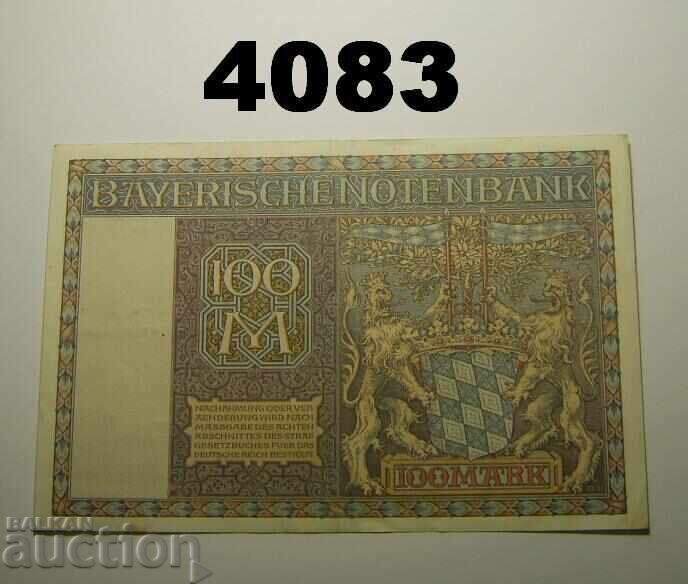 4083
BAYERISCHE NOTENBANK
100
M
NACHAHMUNG ODER VER
AENDERUNG WIRD NACH
MASSGABE DES ACHTEN
ABSCHNITTES DES STRAF
GESETZBUCHES FUER DAS
DEUTSCHE REICH BESTRAFT
100 MARK
BALKAN
auction